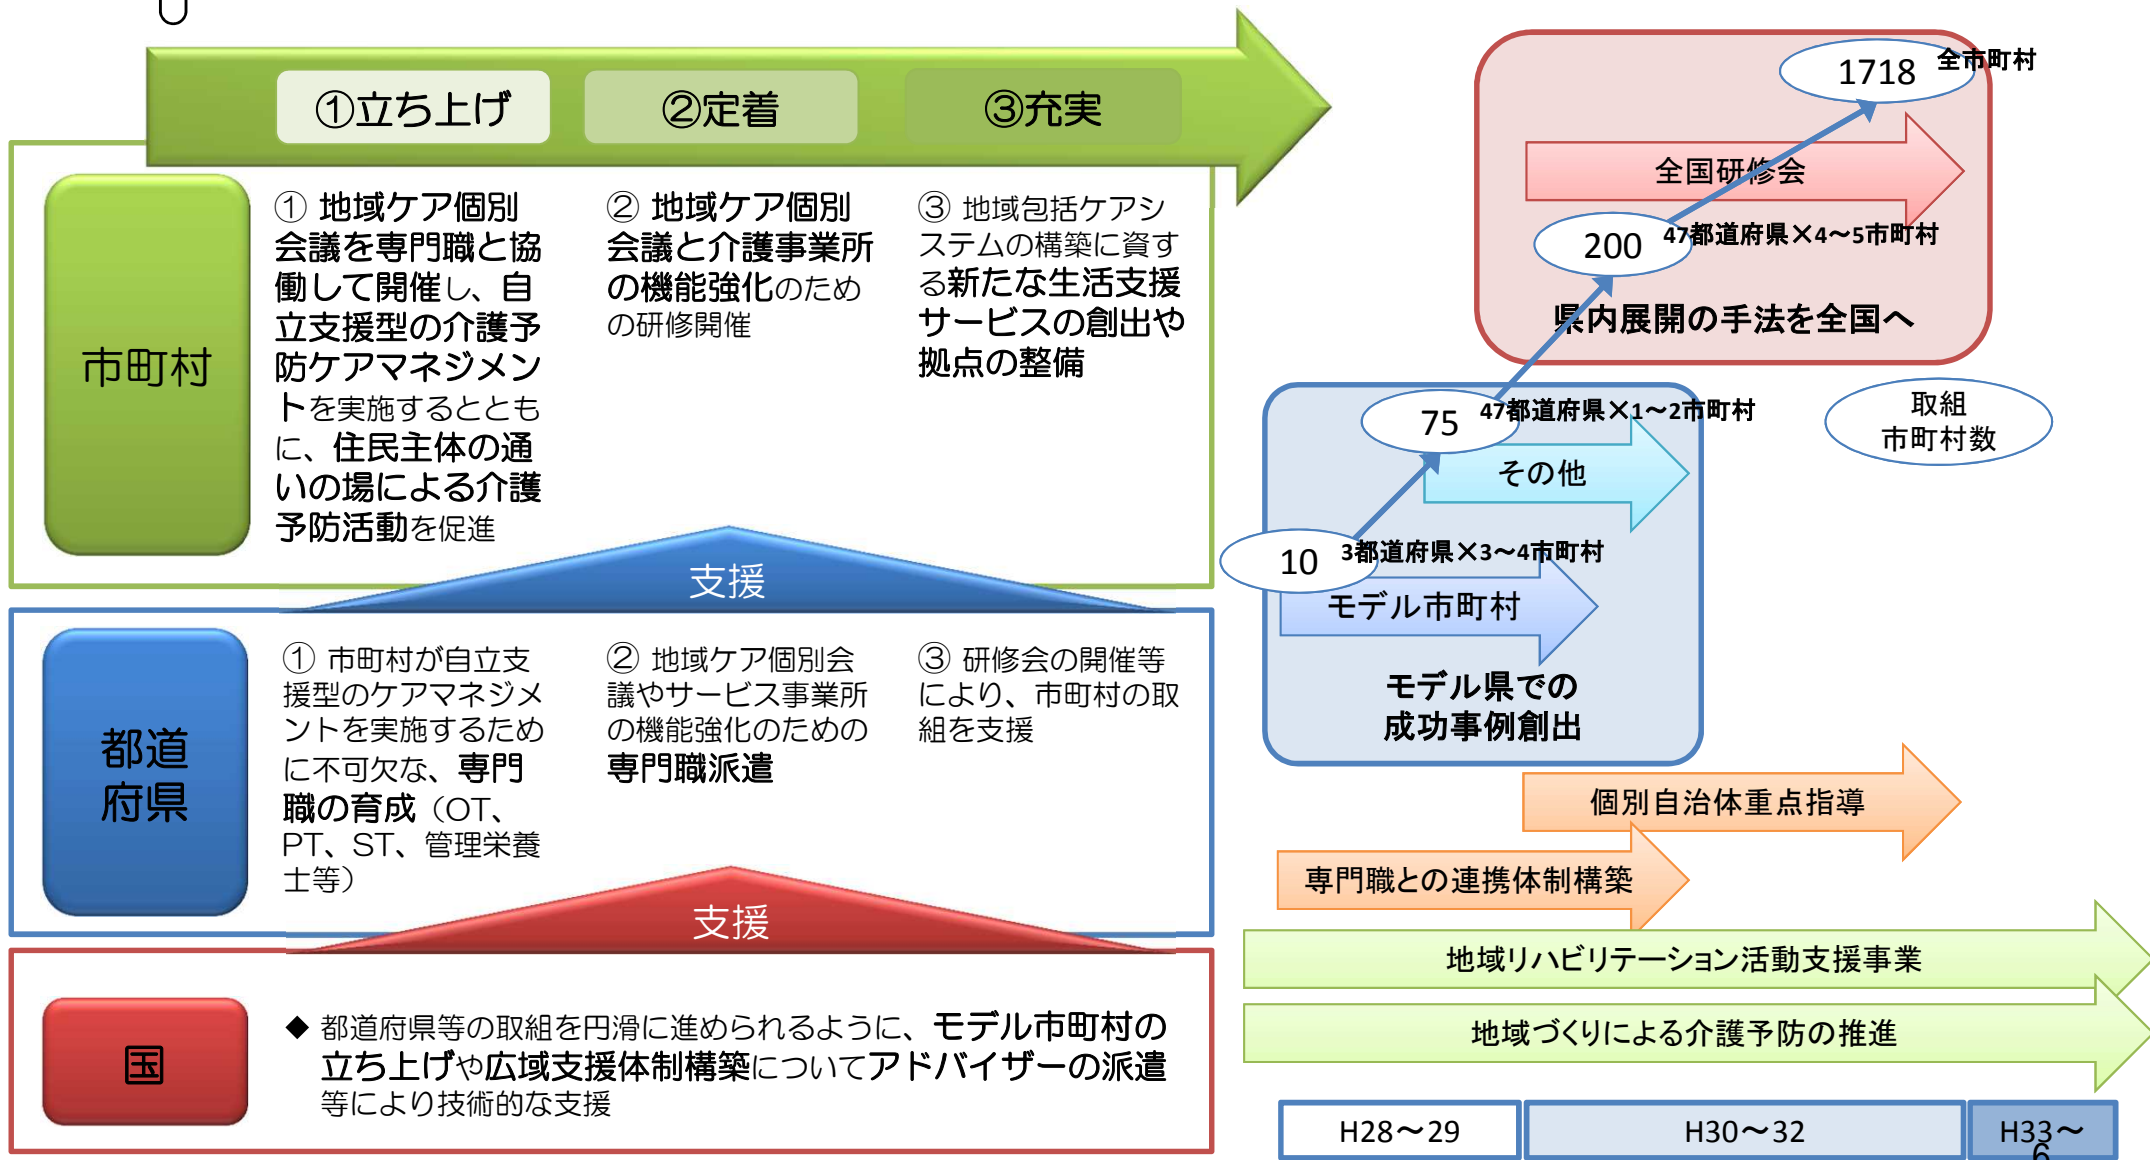 ①立ち上げ
②定着
③充実
市町村
① 地域ケア個別
会議を専門職と協
働して開催し、自
立支援型の介護予
防ケアマネジメン
トを実施するととも
に、住民主体の通
いの場による介護
予防活動を促進
② 地域ケア個別
会議と介護事業所
の機能強化のため
の研修開催
③ 地域包括ケアシ
ステムの構築に資す
る新たな生活支援
サービスの創出や
拠点の整備
支援
都道
府県
① 市町村が自立支
援型のケアマネジメ
ントを実施するため
に不可欠な、専門
職の育成（OT、
PT、ST、管理栄養
士等）
② 地域ケア個別会
議やサービス事業所
の機能強化のための
専門職派遣
③ 研修会の開催等
により、市町村の取
組を支援
支援
国
◆ 都道府県等の取組を円滑に進められるように、モデル市町村の
立ち上げや広域支援体制構築についてアドバイザーの派遣
等により技術的な支援
1718 全市町村
全国研修会
200 47都道府県×4～5市町村
県内展開の手法を全国へ
75 47都道府県×1～2市町村
取組
市町村数
その他
10 3都道府県×3～4市町村
モデル市町村
モデル県での
成功事例創出
個別自治体重点指導
専門職との連携体制構築
地域リハビリテーション活動支援事業
地域づくりによる介護予防の推進
H28～29
H30～32
H33～
6